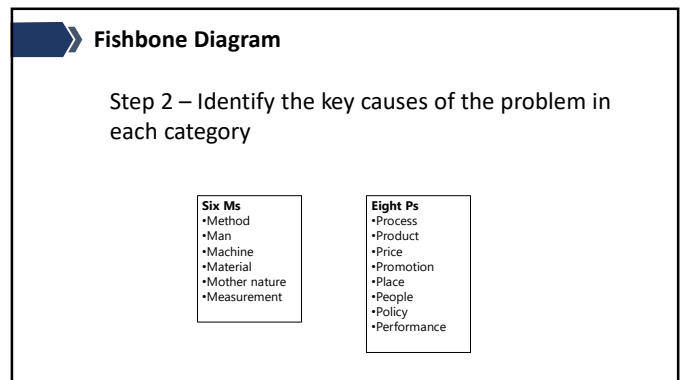 Fishbone Diagram
Step 2 – Identify the key causes of the problem in
each category
Six Ms
•Method
•Man
•Machine
•Material
•Mother nature
•Measurement
Eight Ps
•Process
•Product
•Price
•Promotion
•Place
•People
•Policy
•Performance